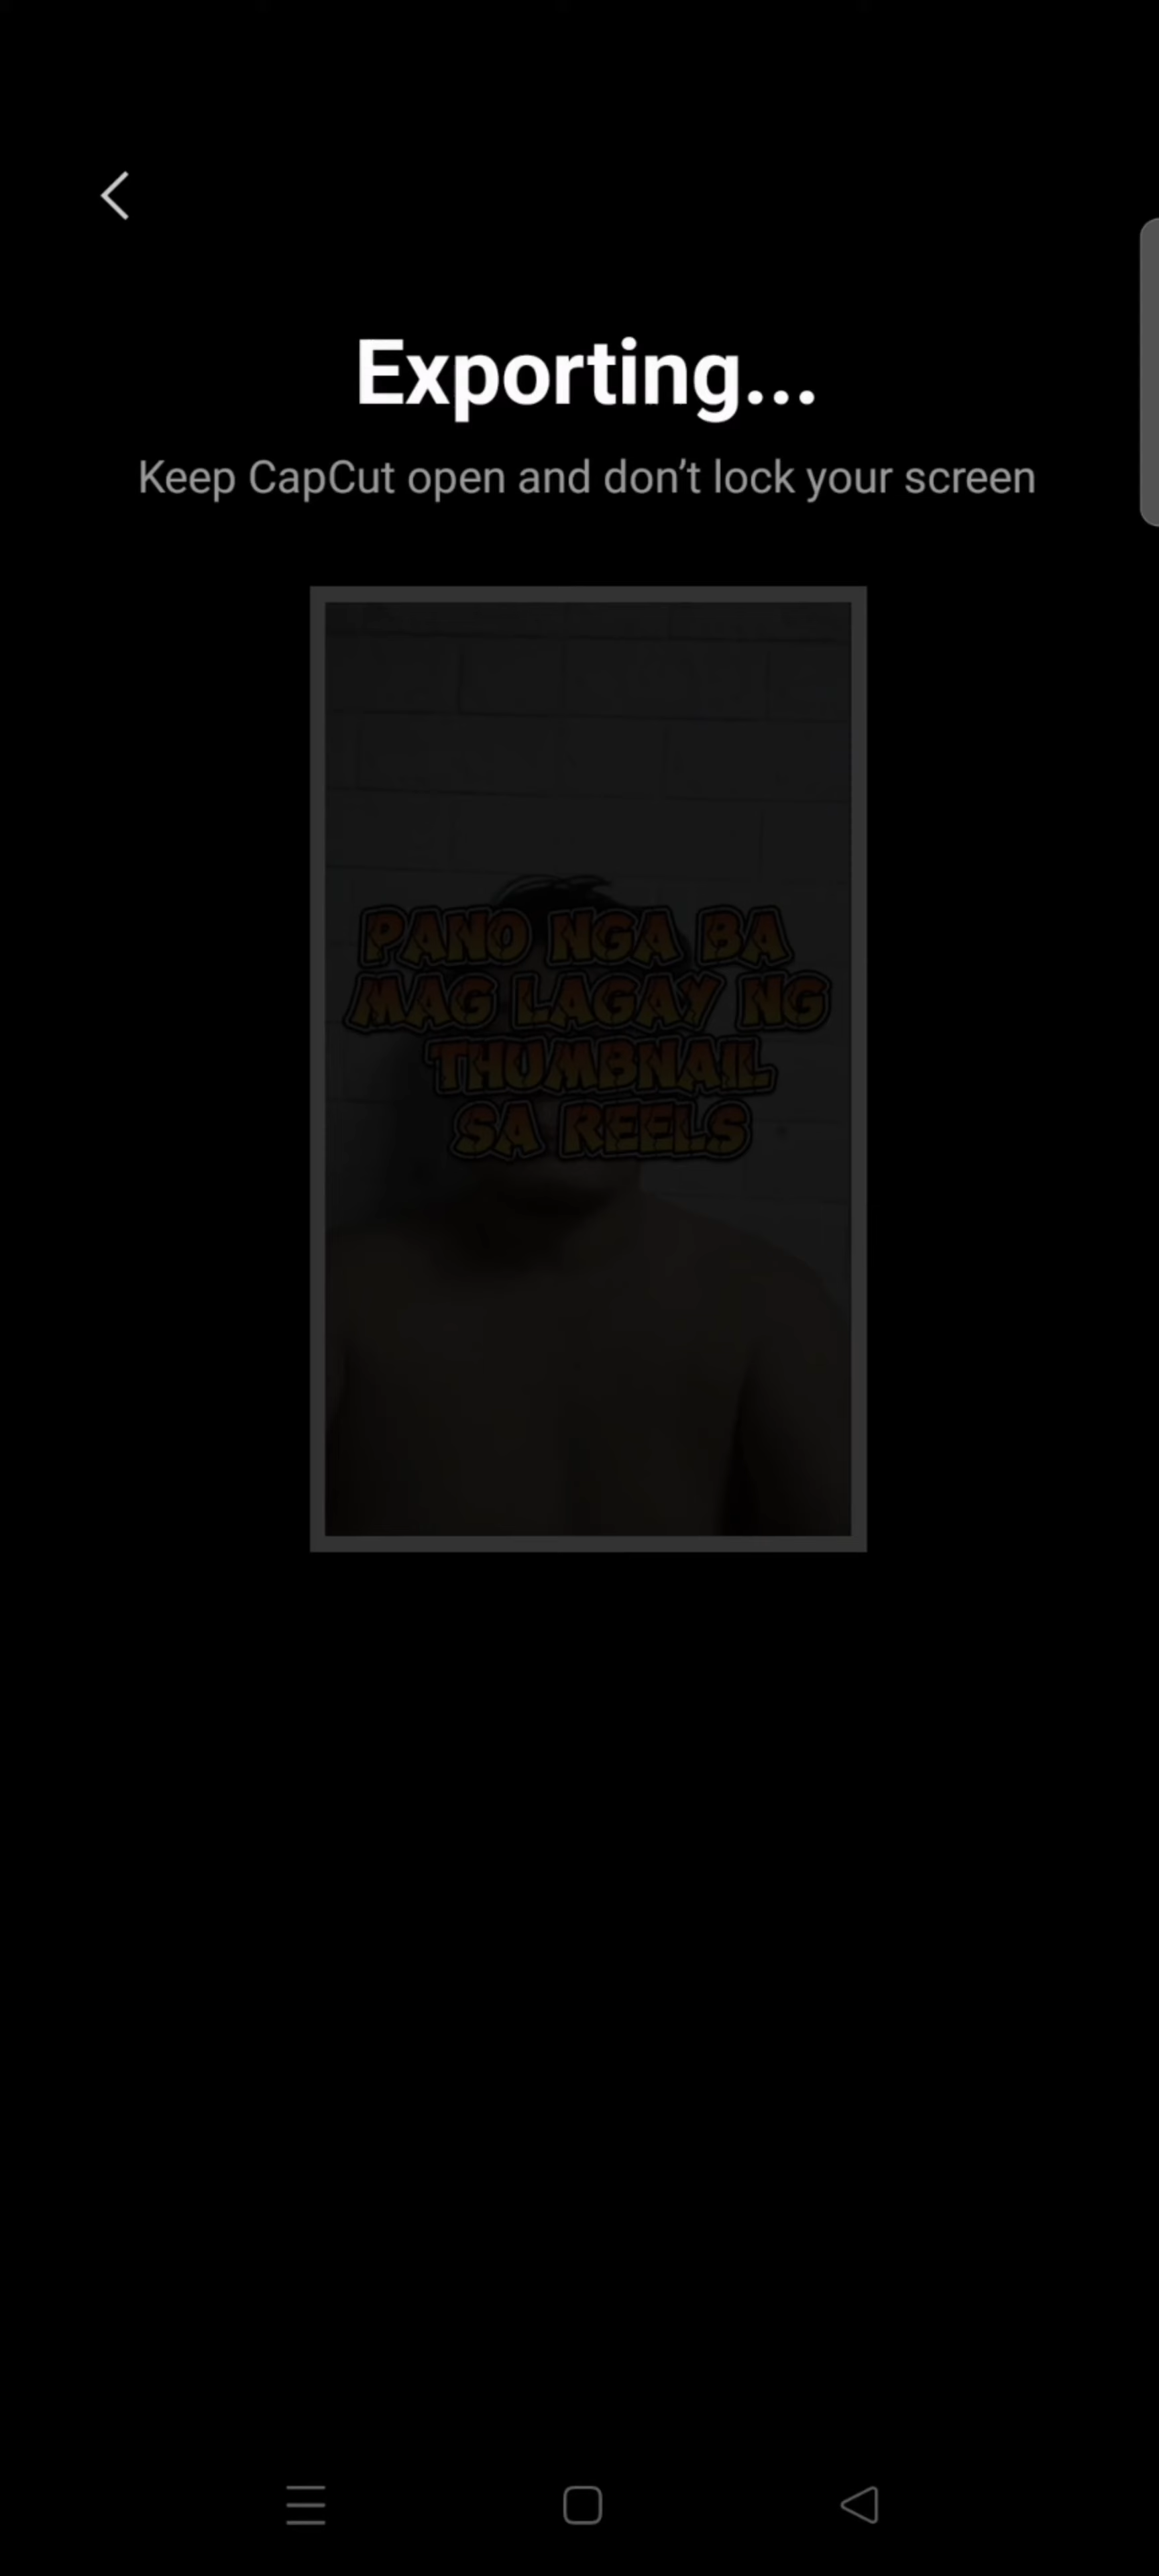 Exporting...
Keep CapCut open and don’t lock your screen
PANO NGA BA
MAG LAGAY NG
THUMBNAIL
SA REELS